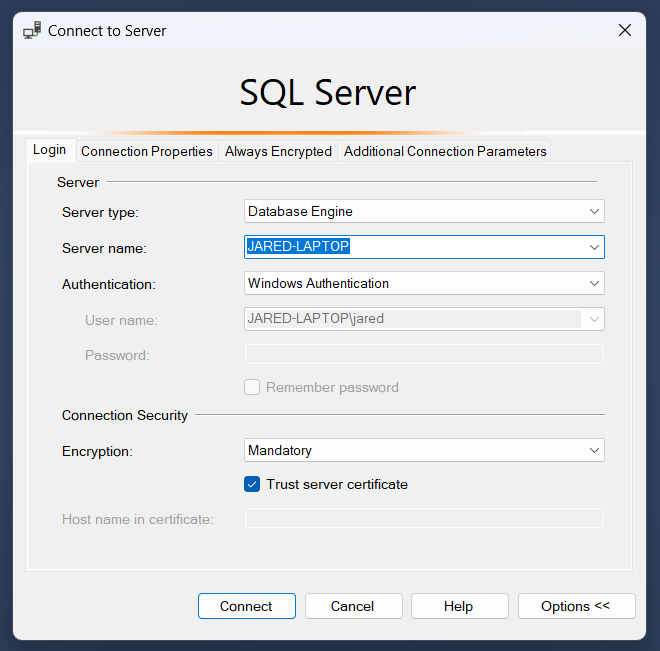 Connect to Server
SQL Server
Login Connection Properties Always Encrypted Additional Connection Parameters
Server
Server type: Database Engine
Server name: JARED-LAPTOP
Authentication: Windows Authentication
User name: JARED-LAPTOP\jared
Password:
Remember password
Connection Security
Encryption: Mandatory
Trust server certificate
Host name in certificate:
Connect Cancel Help Options <<